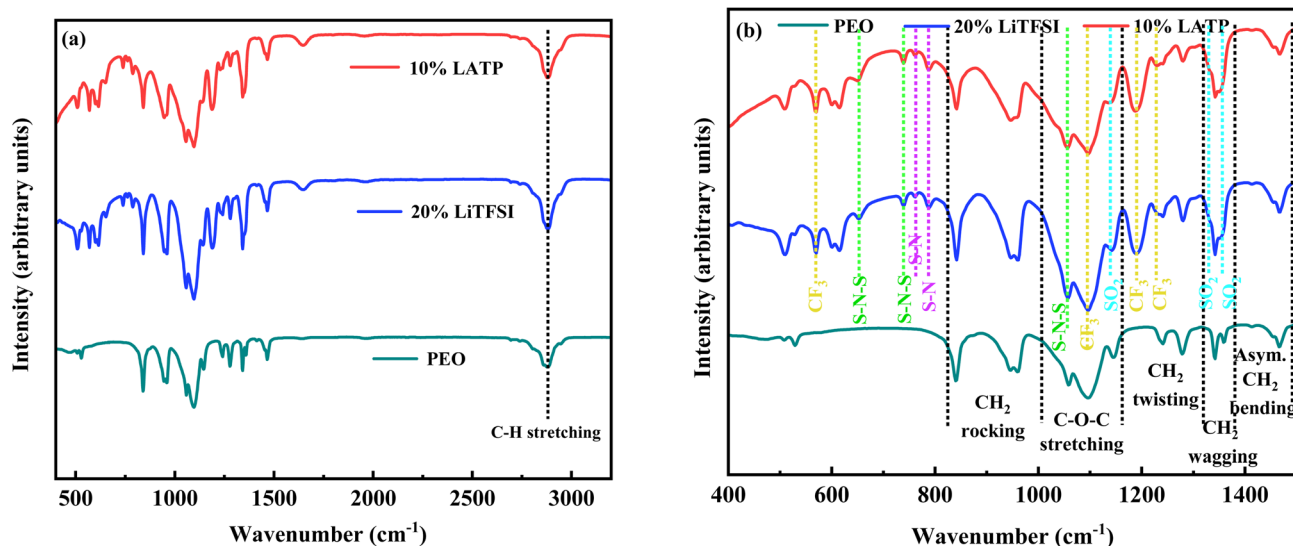 (a)
10% LATP
20% LiTFSI
PEO
C-H stretching
Intensity (arbitrary units)
500 1000 1500 2000 2500 3000
Wavenumber (cm⁻¹)
(b)
PEO 20% LiTFSI 10% LATP
CF₃
S-N-S
S-N-S
S-N
S-N
S-N-S
CF₃
SO₂
CF₃
CF₃
SO₂
SO₂
CH₂
rocking
C-O-C
stretching
CH₂
twisting
CH₂
wagging
Asym.
CH₂
bending
Intensity (arbitrary units)
400 600 800 1000 1200 1400
Wavenumber (cm⁻¹)